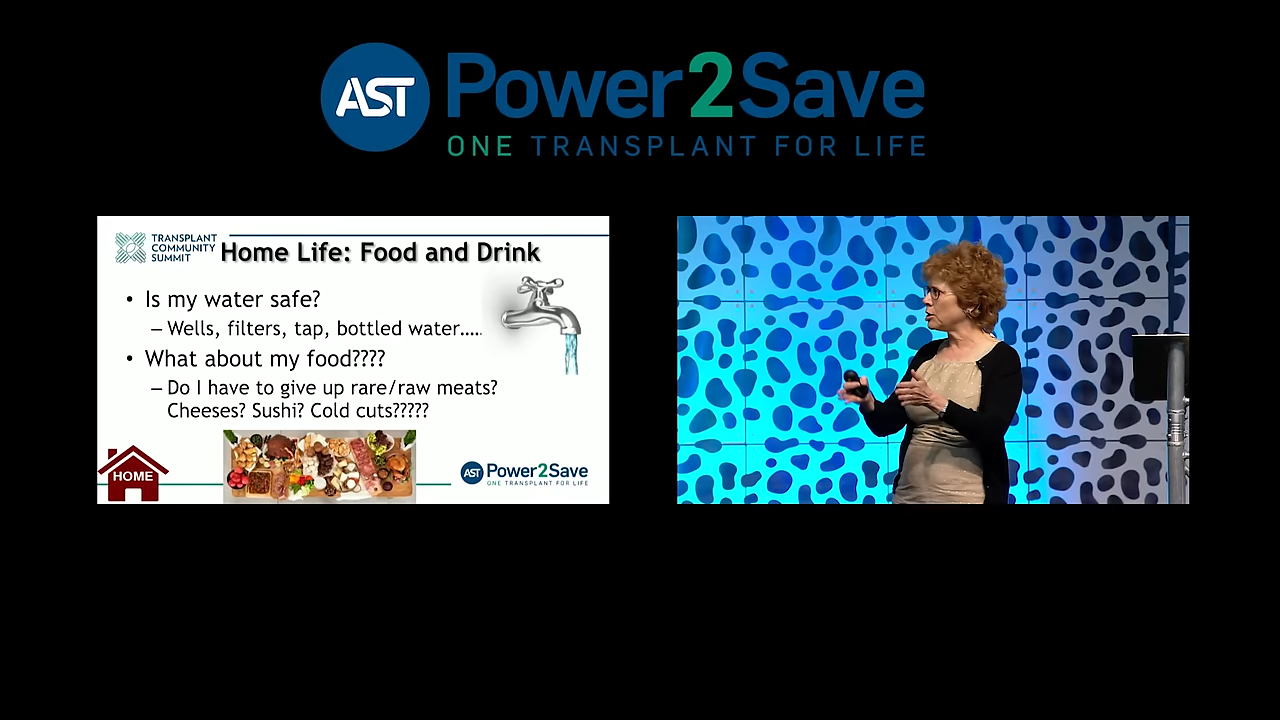 AST Power2Save
ONE TRANSPLANT FOR LIFE
TRANSPLANT
COMMUNITY
SUMMIT
Home Life: Food and Drink
• Is my water safe?
– Wells, filters, tap, bottled water.....
• What about my food????
– Do I have to give up rare/raw meats?
Cheeses? Sushi? Cold cuts?????
HOME
AST Power2Save
ONE TRANSPLANT FOR LIFE